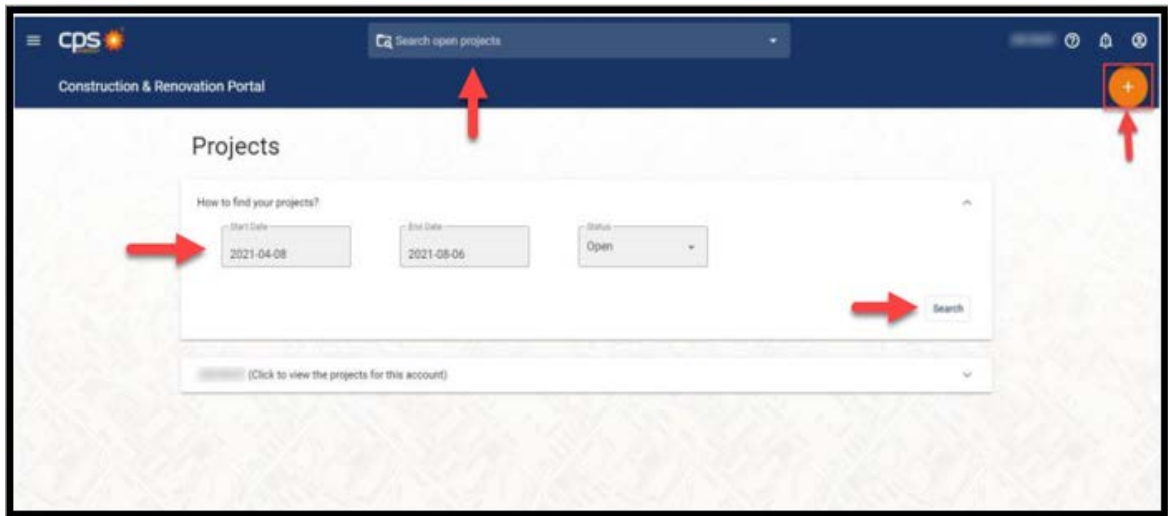 cps
Search open projects
Construction & Renovation Portal
+
Projects
How to find your projects?
Start Date
End Date
Status
2021-04-08
2021-08-06
Open
Search
(Click to view the projects for this account)